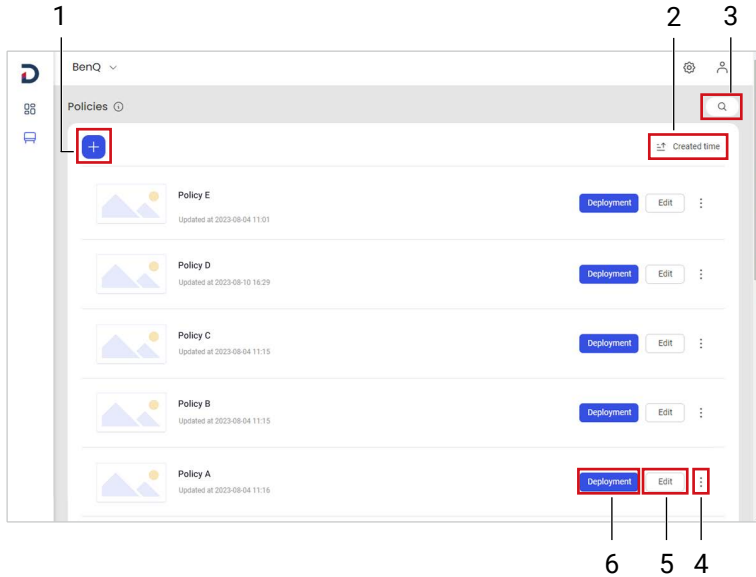 1
2
3
BenQ
Policies
Created time
Policy E
Updated at 2023-08-04 11:01
Deployment
Edit
Policy D
Updated at 2023-08-10 16:29
Deployment
Edit
Policy C
Updated at 2023-08-04 11:15
Deployment
Edit
Policy B
Updated at 2023-08-04 11:15
Deployment
Edit
Policy A
Updated at 2023-08-04 11:16
Deployment
Edit
6
5
4